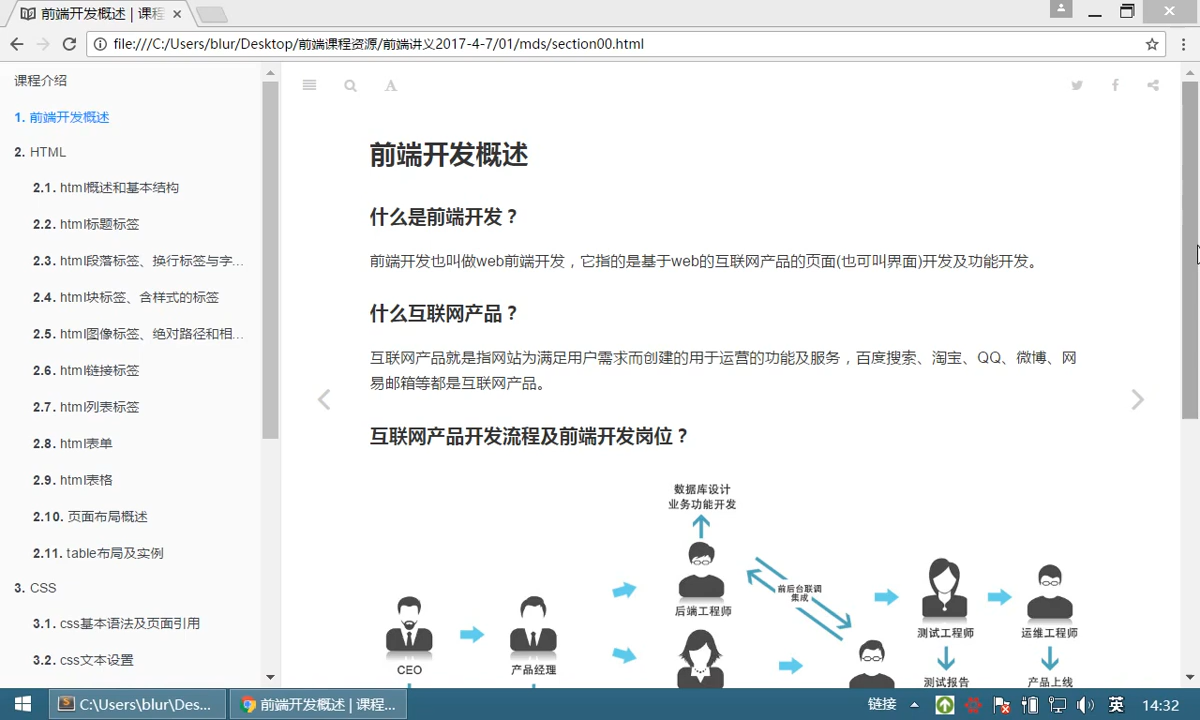 前端开发概述 | 课程
file:///C:/Users/blur/Desktop/前端课程资源/前端讲义2017-4-7/01/mds/section00.html
课程介绍
1. 前端开发概述
2. HTML
2.1. html概述和基本结构
2.2. html标题标签
2.3. html段落标签、换行标签与字...
2.4. html块标签、含样式的标签
2.5. html图像标签、绝对路径和相...
2.6. html链接标签
2.7. html列表标签
2.8. html表单
2.9. html表格
2.10. 页面布局概述
2.11. table布局及实例
3. CSS
3.1. css基本语法及页面引用
3.2. css文本设置
A
前端开发概述
什么是前端开发？
前端开发也叫做web前端开发，它指的是基于web的互联网产品的页面(也可叫界面)开发及功能开发。
什么互联网产品？
互联网产品就是指网站为满足用户需求而创建的用于运营的功能及服务，百度搜索、淘宝、QQ、微博、网
易邮箱等都是互联网产品。
互联网产品开发流程及前端开发岗位？
数据库设计
业务功能开发
后端工程师
前后台联调
集成
CEO
产品经理
测试工程师
运维工程师
测试报告
产品上线
C:\Users\blur\Des...
前端开发概述 | 课程...
链接
英
14:32